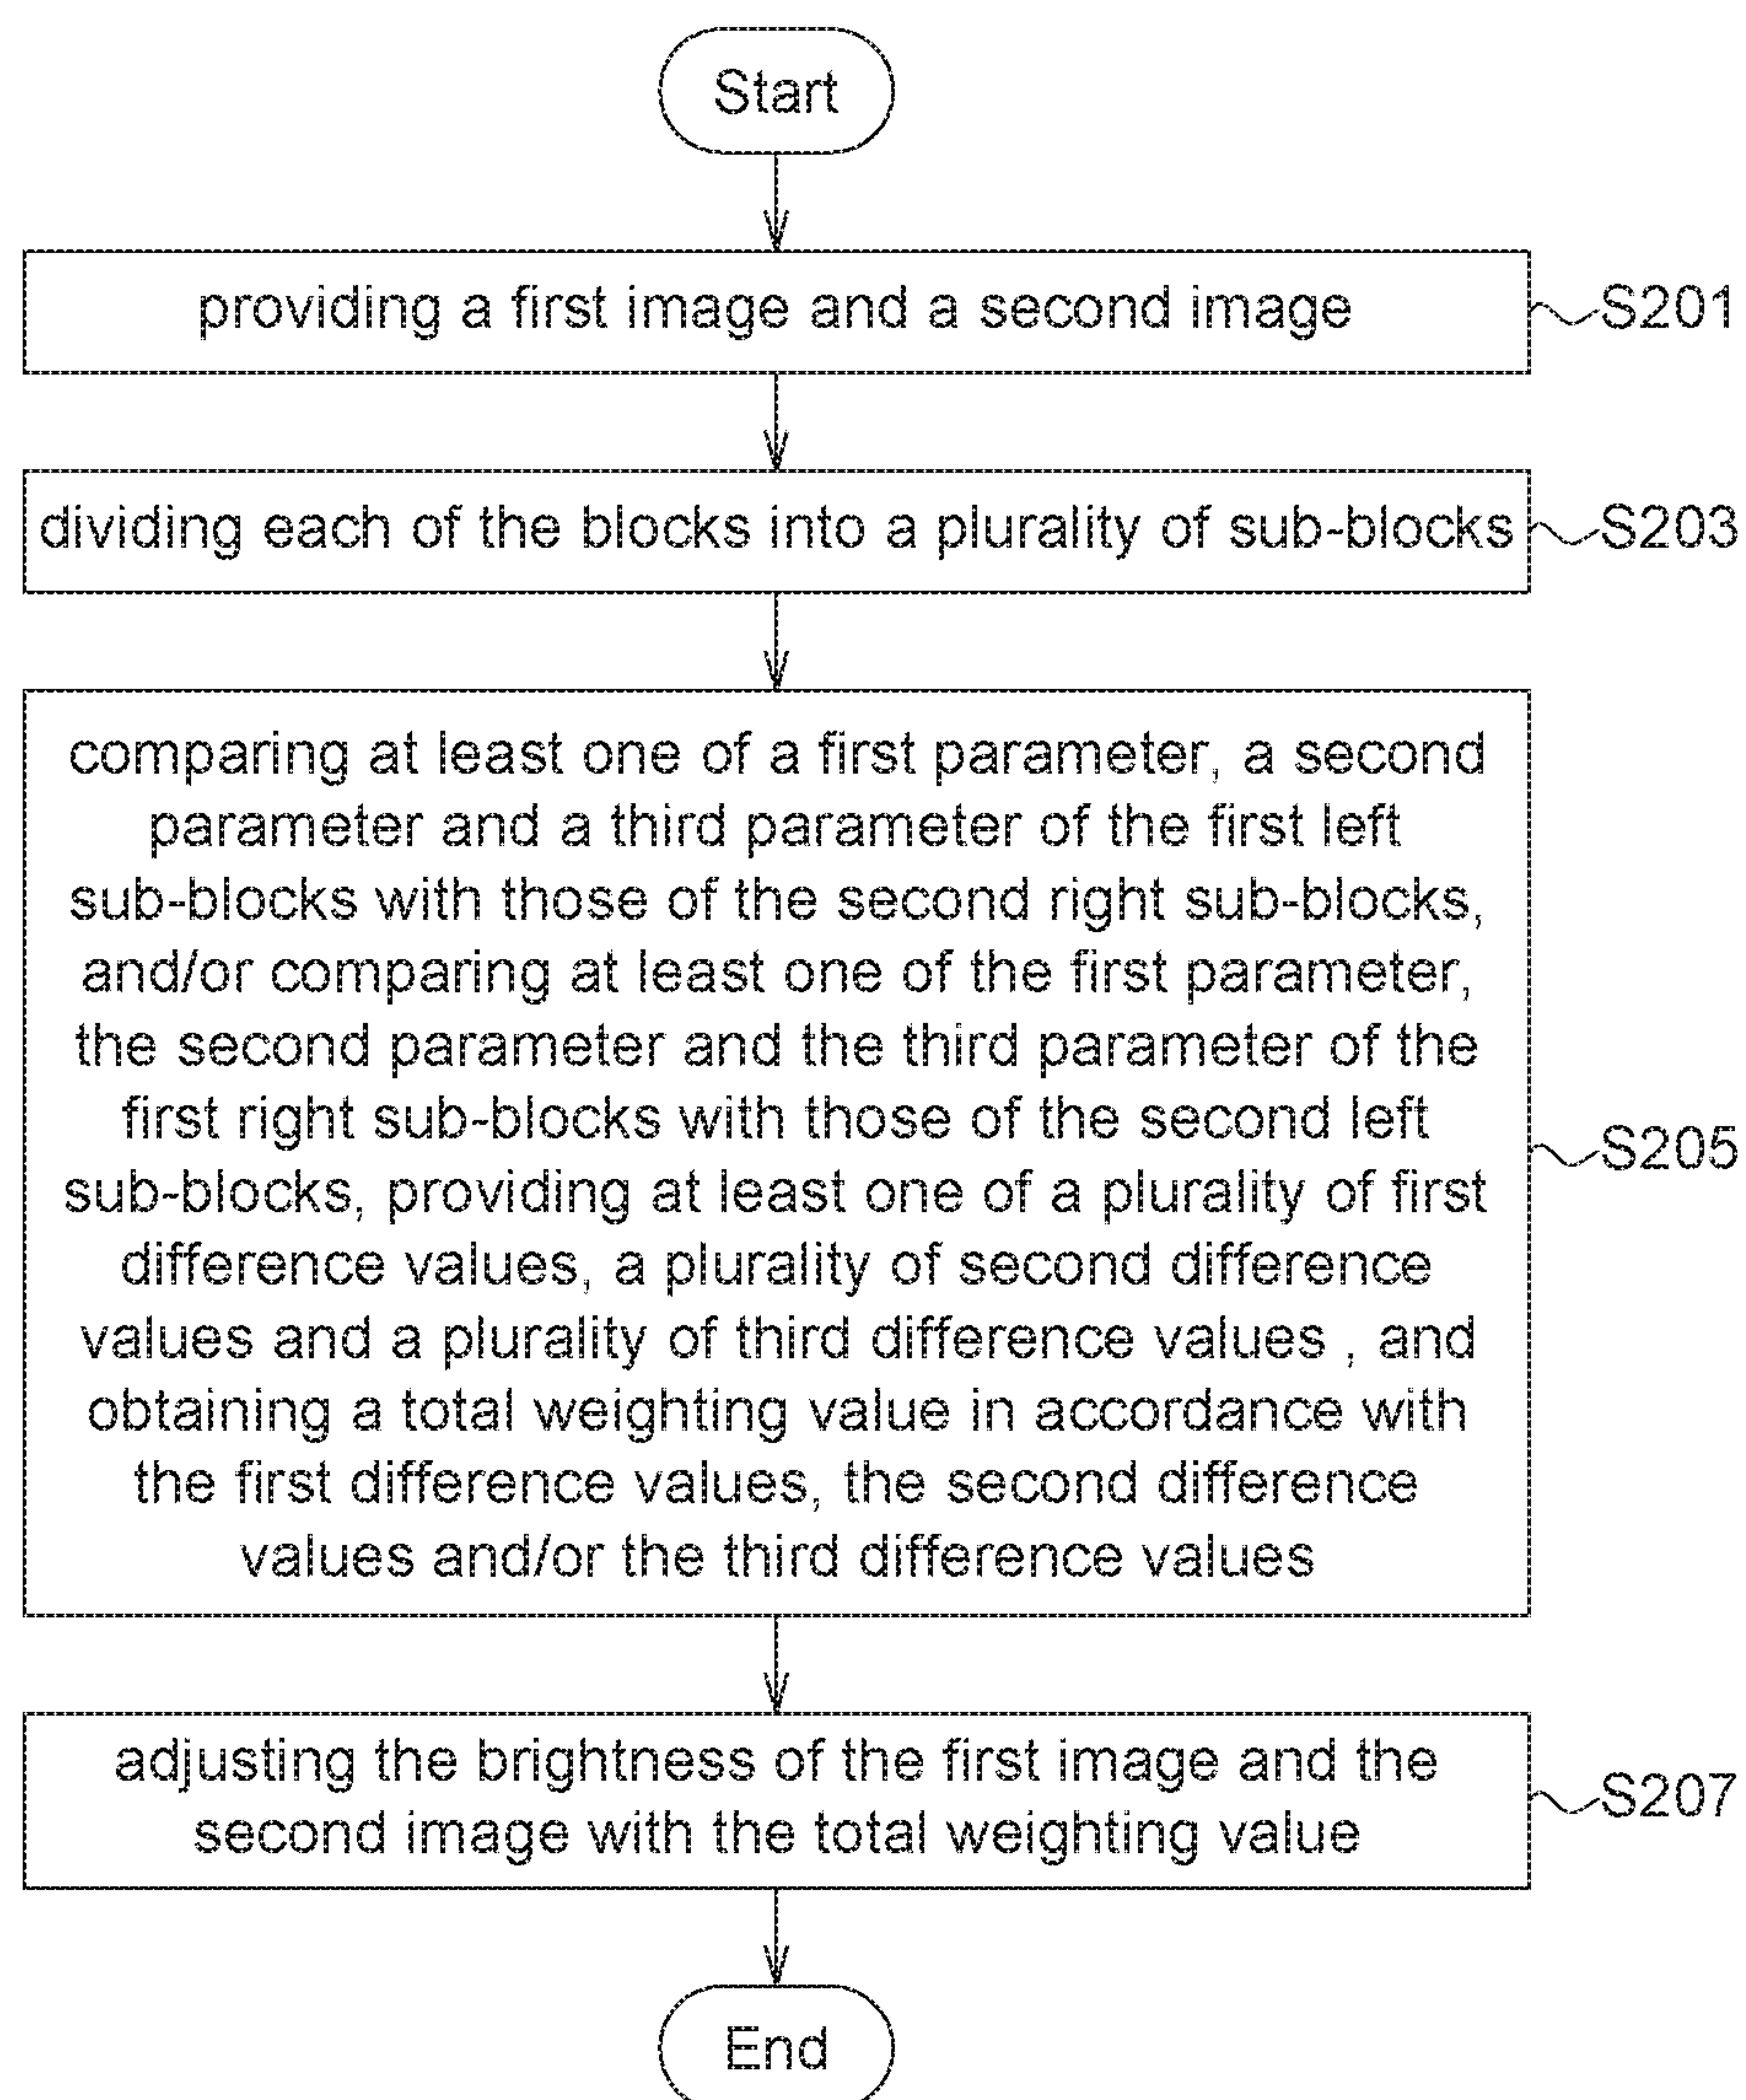 Start
providing a first image and a second image
S201
dividing each of the blocks into a plurality of sub-blocks
S203
comparing at least one of a first parameter, a second
parameter and a third parameter of the first left
sub-blocks with those of the second right sub-blocks,
and/or comparing at least one of the first parameter,
the second parameter and the third parameter of the
first right sub-blocks with those of the second left
sub-blocks, providing at least one of a plurality of first
difference values, a plurality of second difference
values and a plurality of third difference values , and
obtaining a total weighting value in accordance with
the first difference values, the second difference
values and/or the third difference values
S205
adjusting the brightness of the first image and the
second image with the total weighting value
S207
End